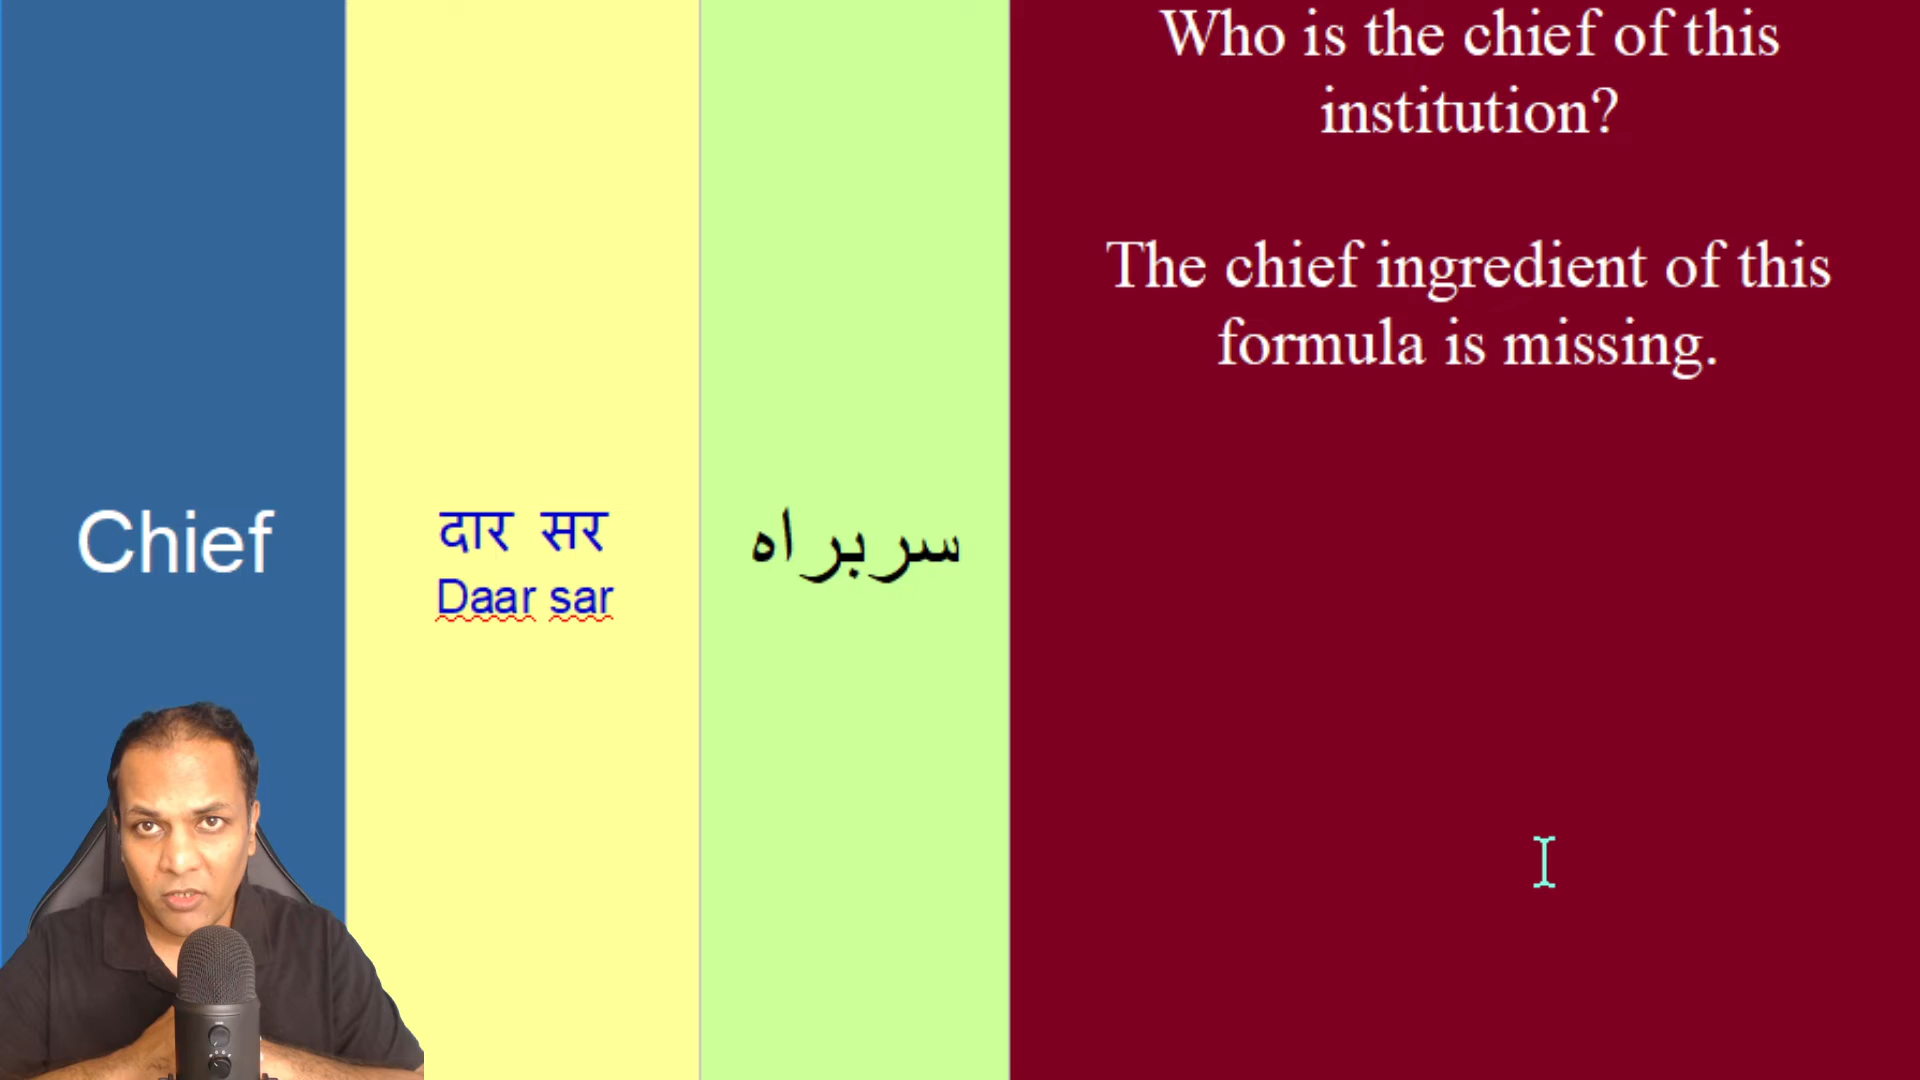 Chief
दार सर
Daar sar
سربراہ
Who is the chief of this
institution?
The chief ingredient of this
formula is missing.